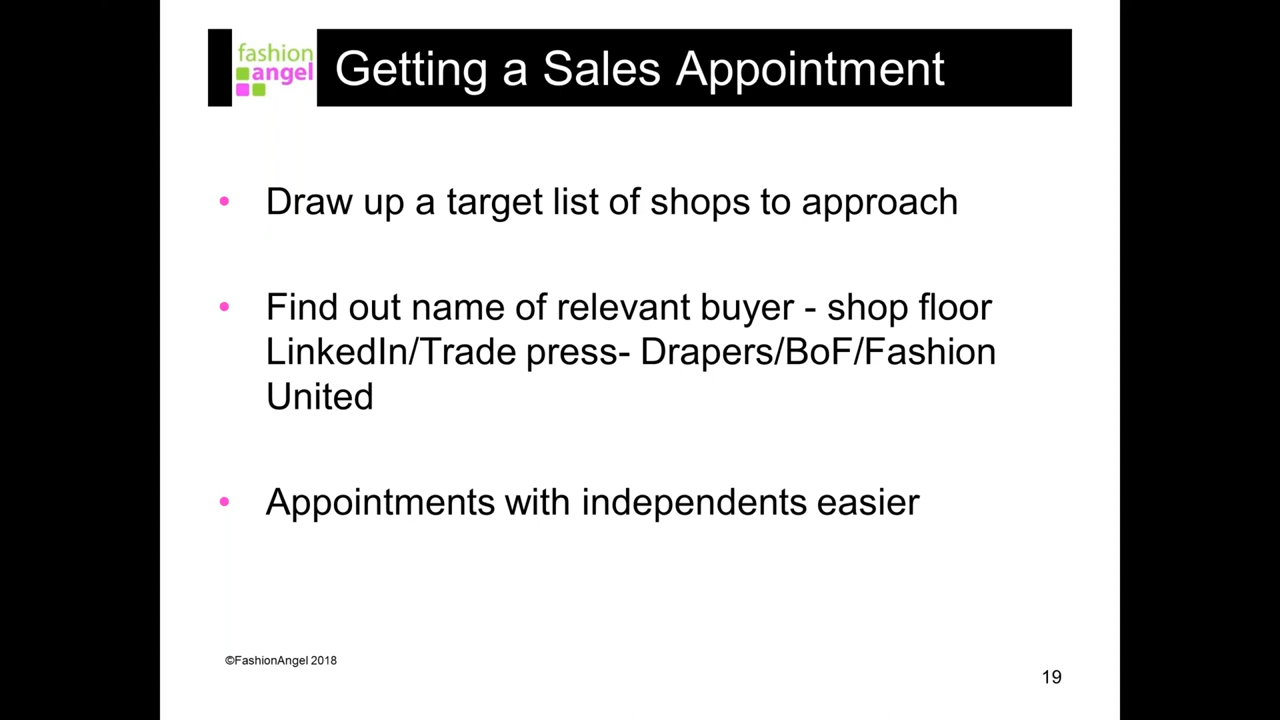 fashion
angel
Getting a Sales Appointment
• Draw up a target list of shops to approach
• Find out name of relevant buyer - shop floor
LinkedIn/Trade press- Drapers/BoF/Fashion
United
• Appointments with independents easier
©FashionAngel 2018
19